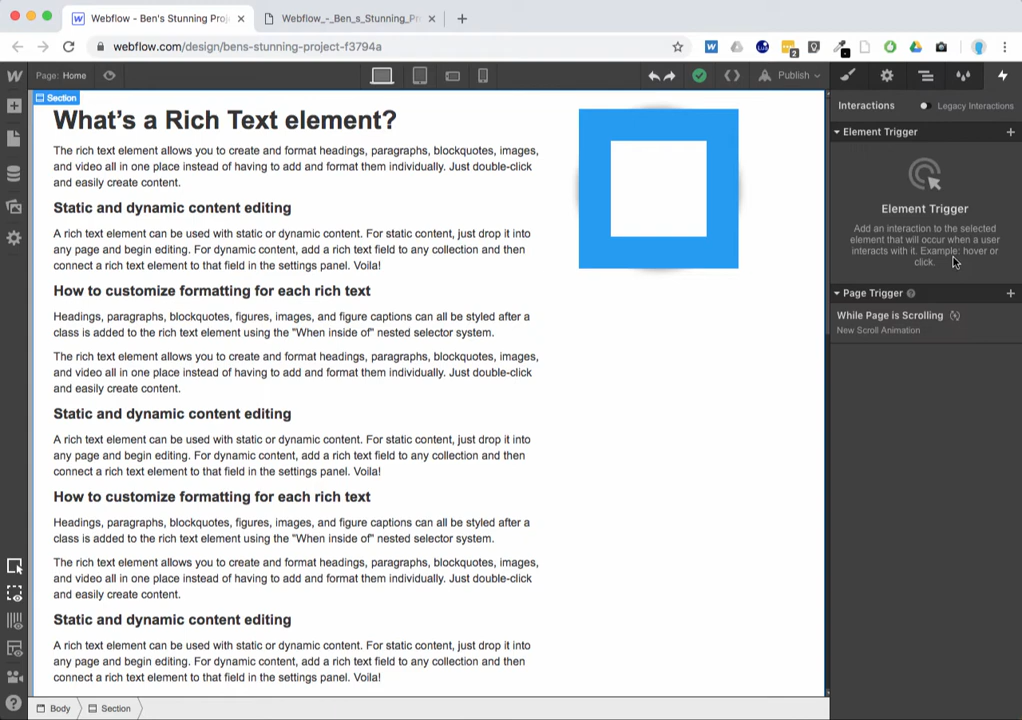 Webflow - Ben's Stunning Proj
Webflow_-_Ben_s_Stunning_Pr
webflow.com/design/bens-stunning-project-f3794a
W
2
Page: Home
Publish
Section
What’s a Rich Text element?
The rich text element allows you to create and format headings, paragraphs, blockquotes, images,
and video all in one place instead of having to add and format them individually. Just double-click
and easily create content.
Static and dynamic content editing
A rich text element can be used with static or dynamic content. For static content, just drop it into
any page and begin editing. For dynamic content, add a rich text field to any collection and then
connect a rich text element to that field in the settings panel. Voila!
How to customize formatting for each rich text
Headings, paragraphs, blockquotes, figures, images, and figure captions can all be styled after a
class is added to the rich text element using the "When inside of" nested selector system.
The rich text element allows you to create and format headings, paragraphs, blockquotes, images,
and video all in one place instead of having to add and format them individually. Just double-click
and easily create content.
Static and dynamic content editing
A rich text element can be used with static or dynamic content. For static content, just drop it into
any page and begin editing. For dynamic content, add a rich text field to any collection and then
connect a rich text element to that field in the settings panel. Voila!
How to customize formatting for each rich text
Headings, paragraphs, blockquotes, figures, images, and figure captions can all be styled after a
class is added to the rich text element using the "When inside of" nested selector system.
The rich text element allows you to create and format headings, paragraphs, blockquotes, images,
and video all in one place instead of having to add and format them individually. Just double-click
and easily create content.
Static and dynamic content editing
A rich text element can be used with static or dynamic content. For static content, just drop it into
any page and begin editing. For dynamic content, add a rich text field to any collection and then
connect a rich text element to that field in the settings panel. Voila!
Interactions
Legacy Interactions
Element Trigger
Element Trigger
Add an interaction to the selected
element that will occur when a user
interacts with it. Example: hover or
click.
Page Trigger
While Page is Scrolling
New Scroll Animation
Body
Section